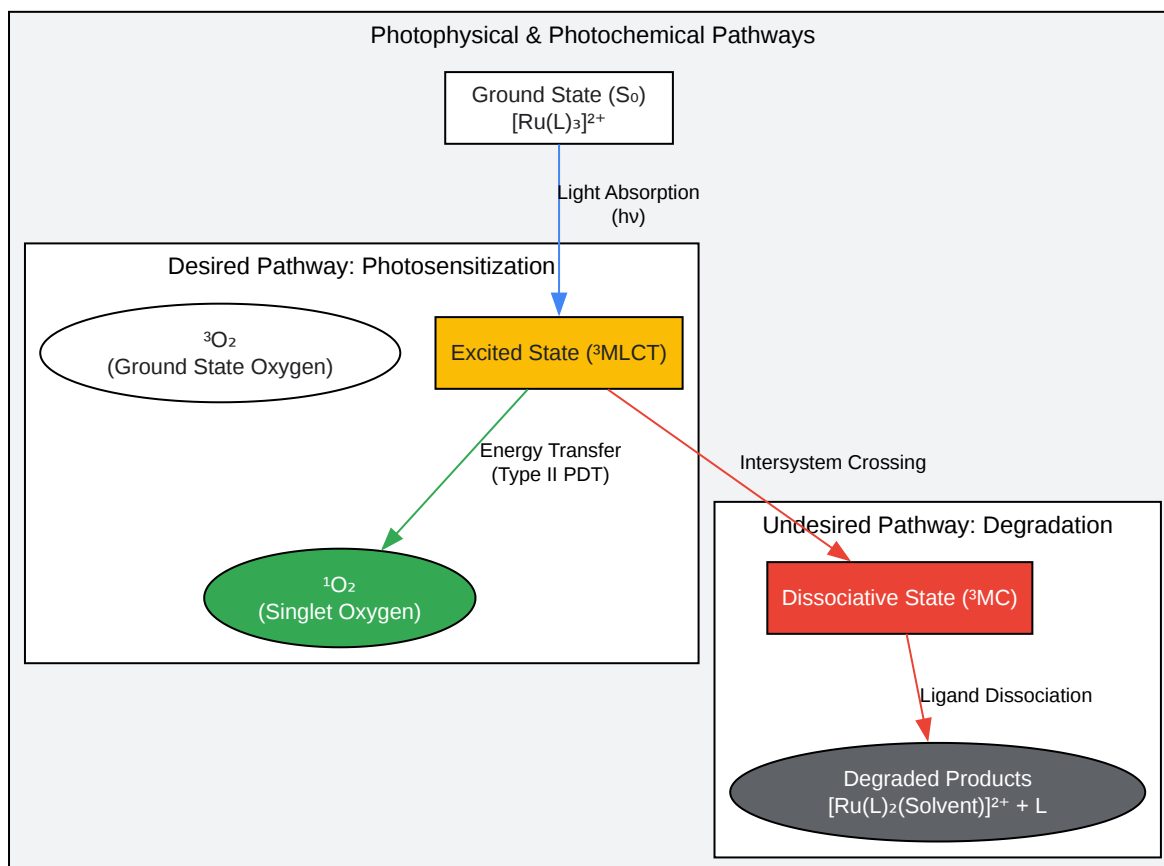 Photophysical & Photochemical Pathways
Ground State (S₀)
[Ru(L)₃]²⁺
Light Absorption
(hν)
Desired Pathway: Photosensitization
³O₂
(Ground State Oxygen)
Excited State (³MLCT)
Energy Transfer
(Type II PDT)
Intersystem Crossing
¹O₂
(Singlet Oxygen)
Undesired Pathway: Degradation
Dissociative State (³MC)
Ligand Dissociation
Degraded Products
[Ru(L)₂(Solvent)]²⁺ + L